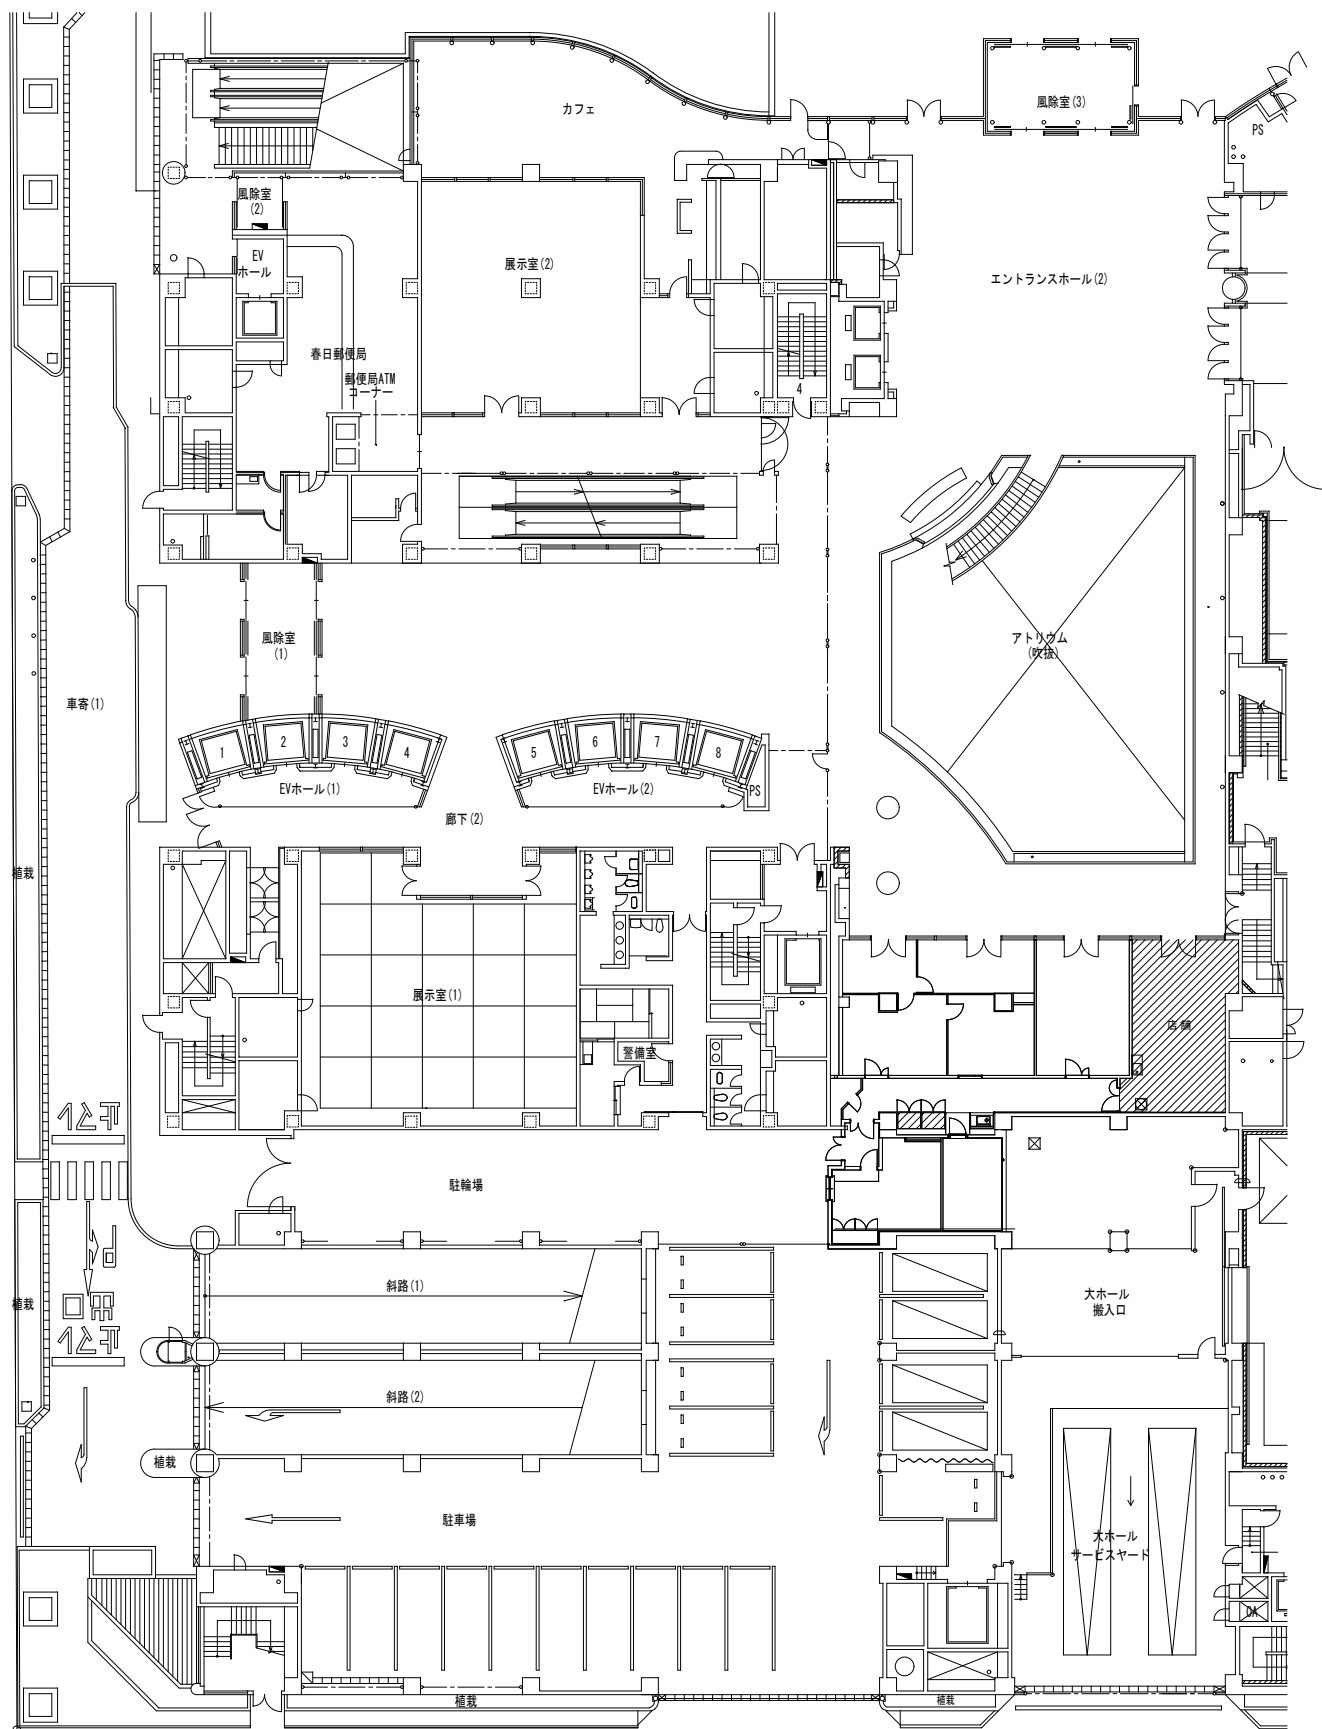 カフェ
風除室(3)
PS
風除室
(2)
EV
ホール
展示室(2)
エントランスホール(2)
春日郵便局
郵便局ATM
コーナー
4
風除室
(1)
アトリウム
(吹抜)
車寄(1)
1
2
3
4
5
6
7
8
EVホール(1)
EVホール(2)
PS
廊下(2)
植栽
展示室(1)
店舗
警備室
止まれ
駐輪場
P
出口
止まれ
植栽
斜路(1)
大ホール
搬入口
斜路(2)
植栽
駐車場
大ホール
サービスヤード
OA
植栽
植栽